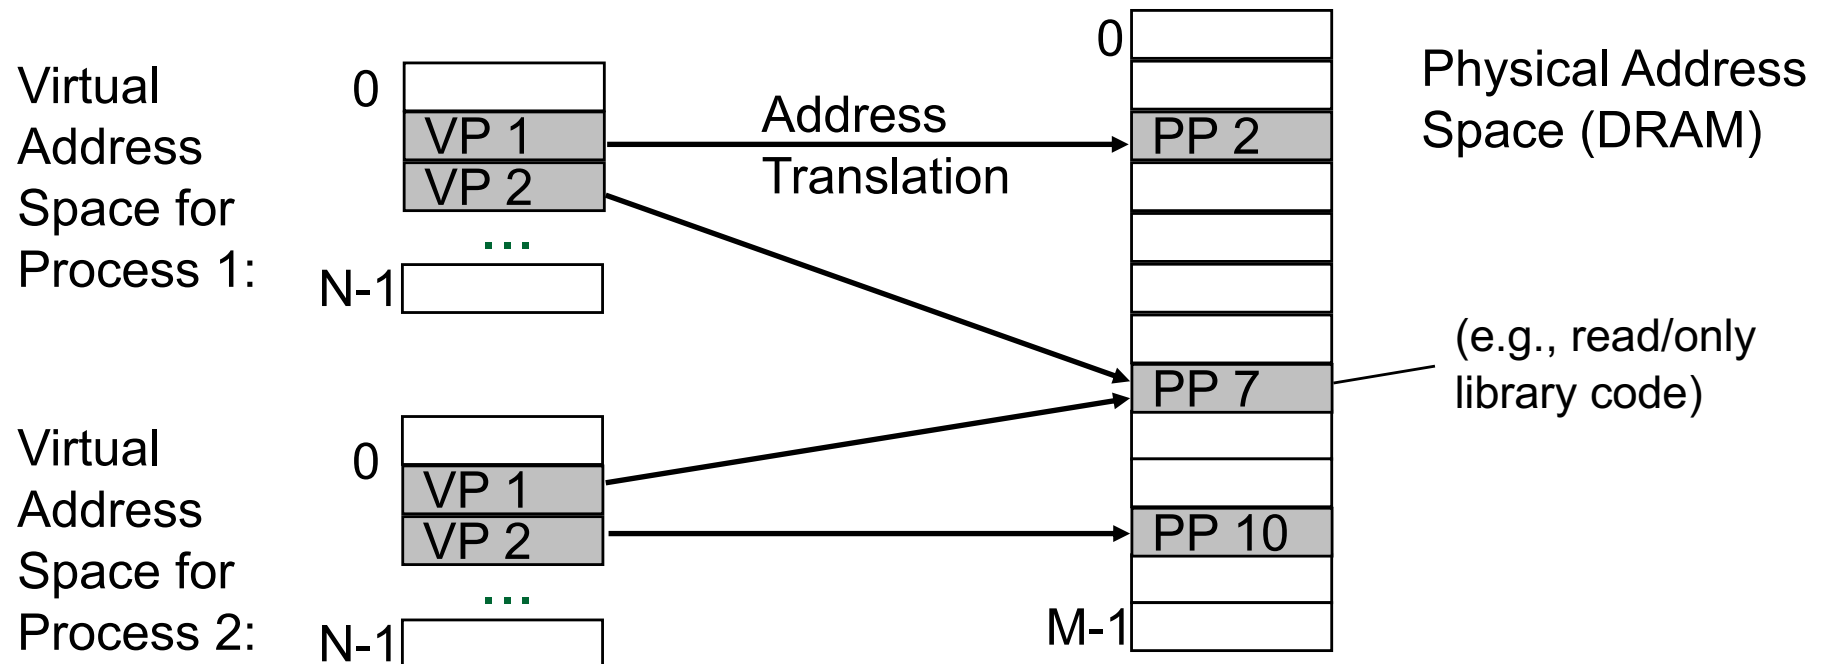 Virtual
Address
Space for
Process 1:
0
VP 1
VP 2
...
N-1
Address
Translation
0
PP 2
PP 7
PP 10
M-1
Physical Address
Space (DRAM)
(e.g., read/only
library code)
Virtual
Address
Space for
Process 2:
0
VP 1
VP 2
...
N-1